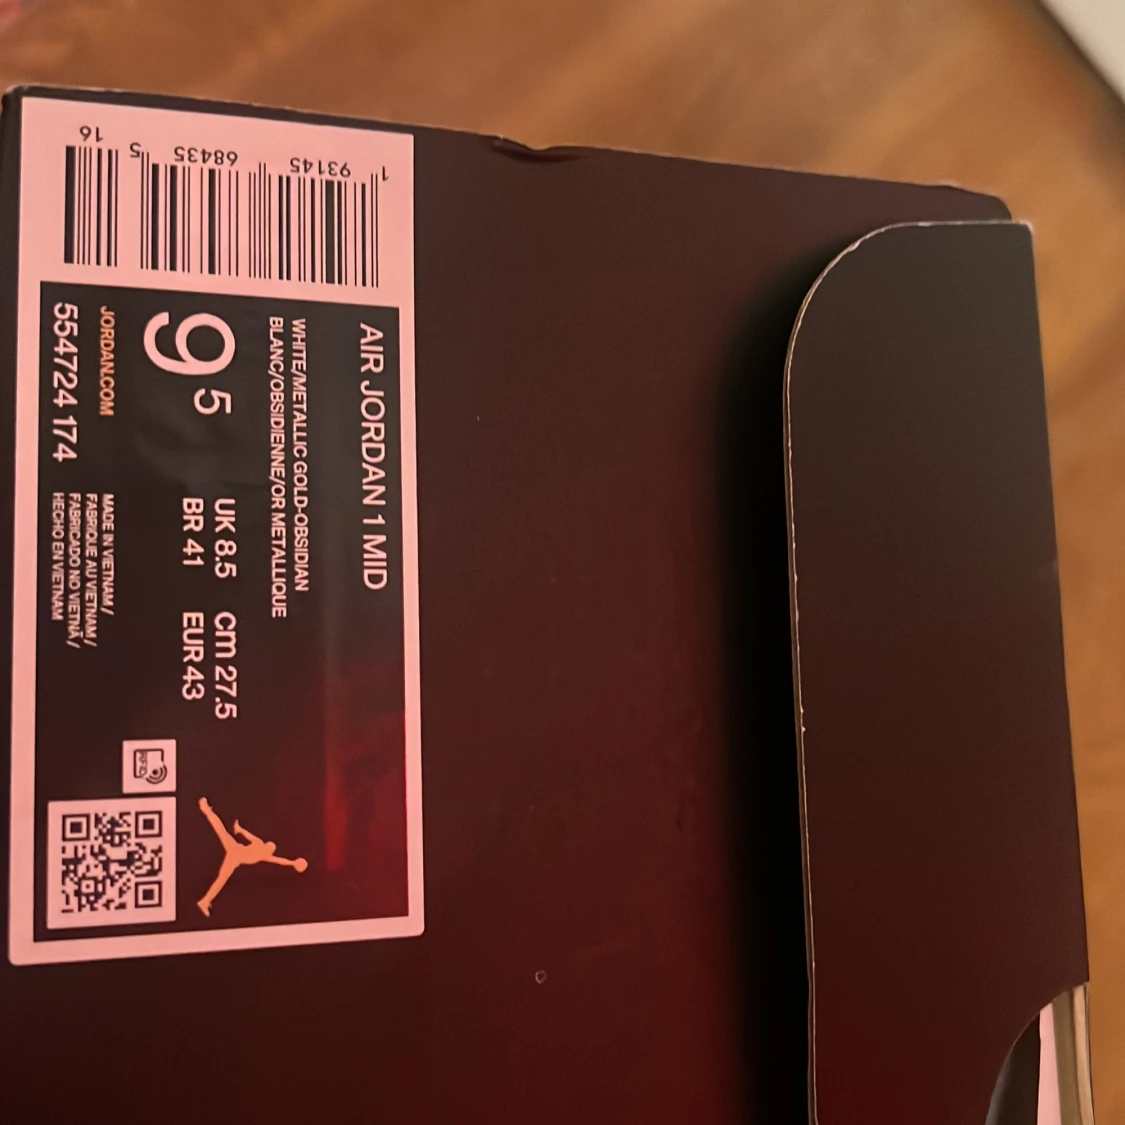 AIR JORDAN 1 MID
WHITE/METALLIC GOLD-OBSIDIAN
BLANC/OBSIDIENNE/OR METALLIQUE
9 5
UK 8.5 cm 27.5
BR 41 EUR 43
JORDAN.COM
554724 174
MADE IN VIETNAM/
FABRIQUE AU VIETNAM/
FABRICADO NO VIETNÃ/
HECHO EN VIETNAM
RFID
1 93145 68435 5 16